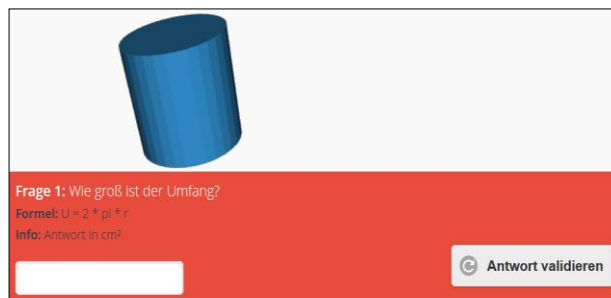 Frage 1: Wie groß ist der Umfang?
Formel: U = 2 * pi * r
Info: Antwort in cm²
Antwort validieren